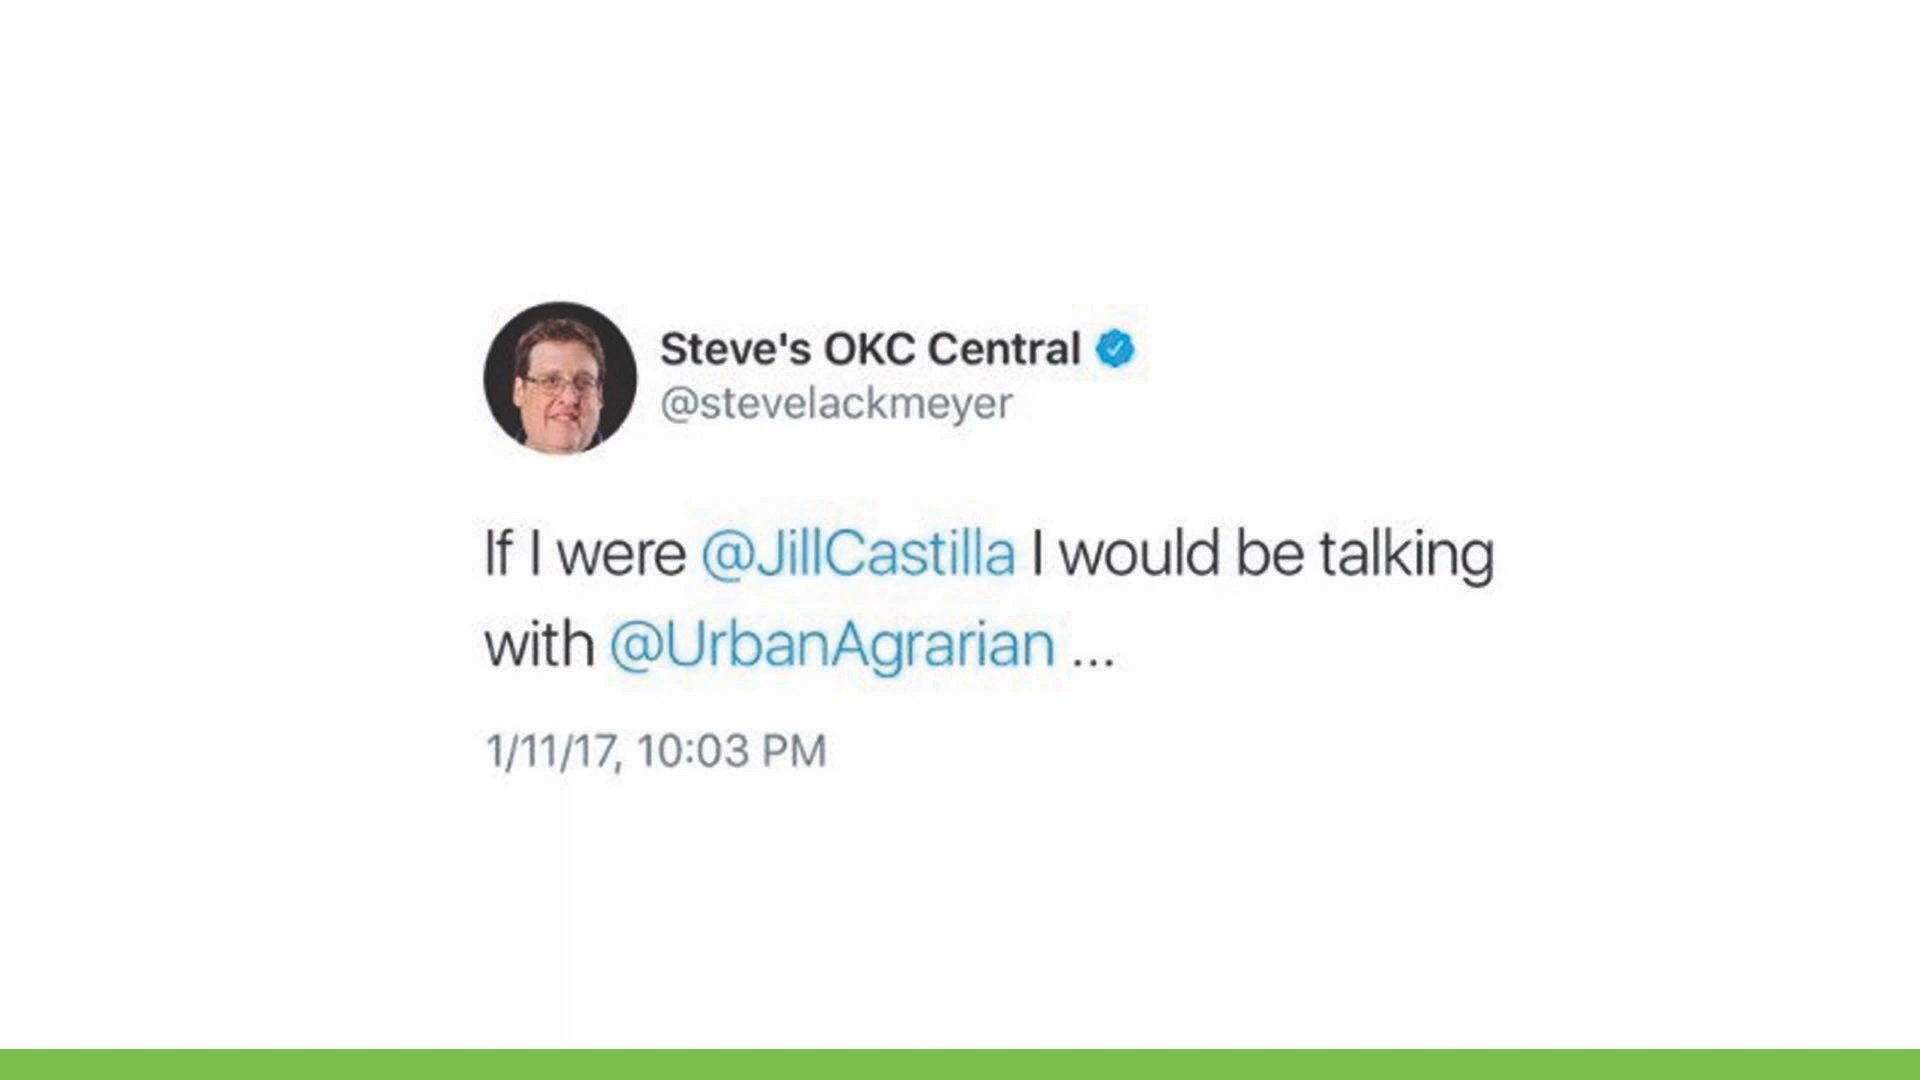 Steve's OKC Central
@stevelackmeyer
If I were @JillCastilla I would be talking
with @UrbanAgrarian ...
1/11/17, 10:03 PM